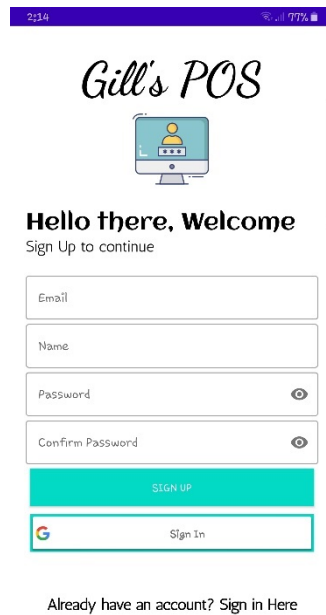 2:14
77%
Gill's POS
Hello there, Welcome
Sign Up to continue
Email
Name
Password
Confirm Password
SIGN UP
Sign In
Already have an account? Sign in Here